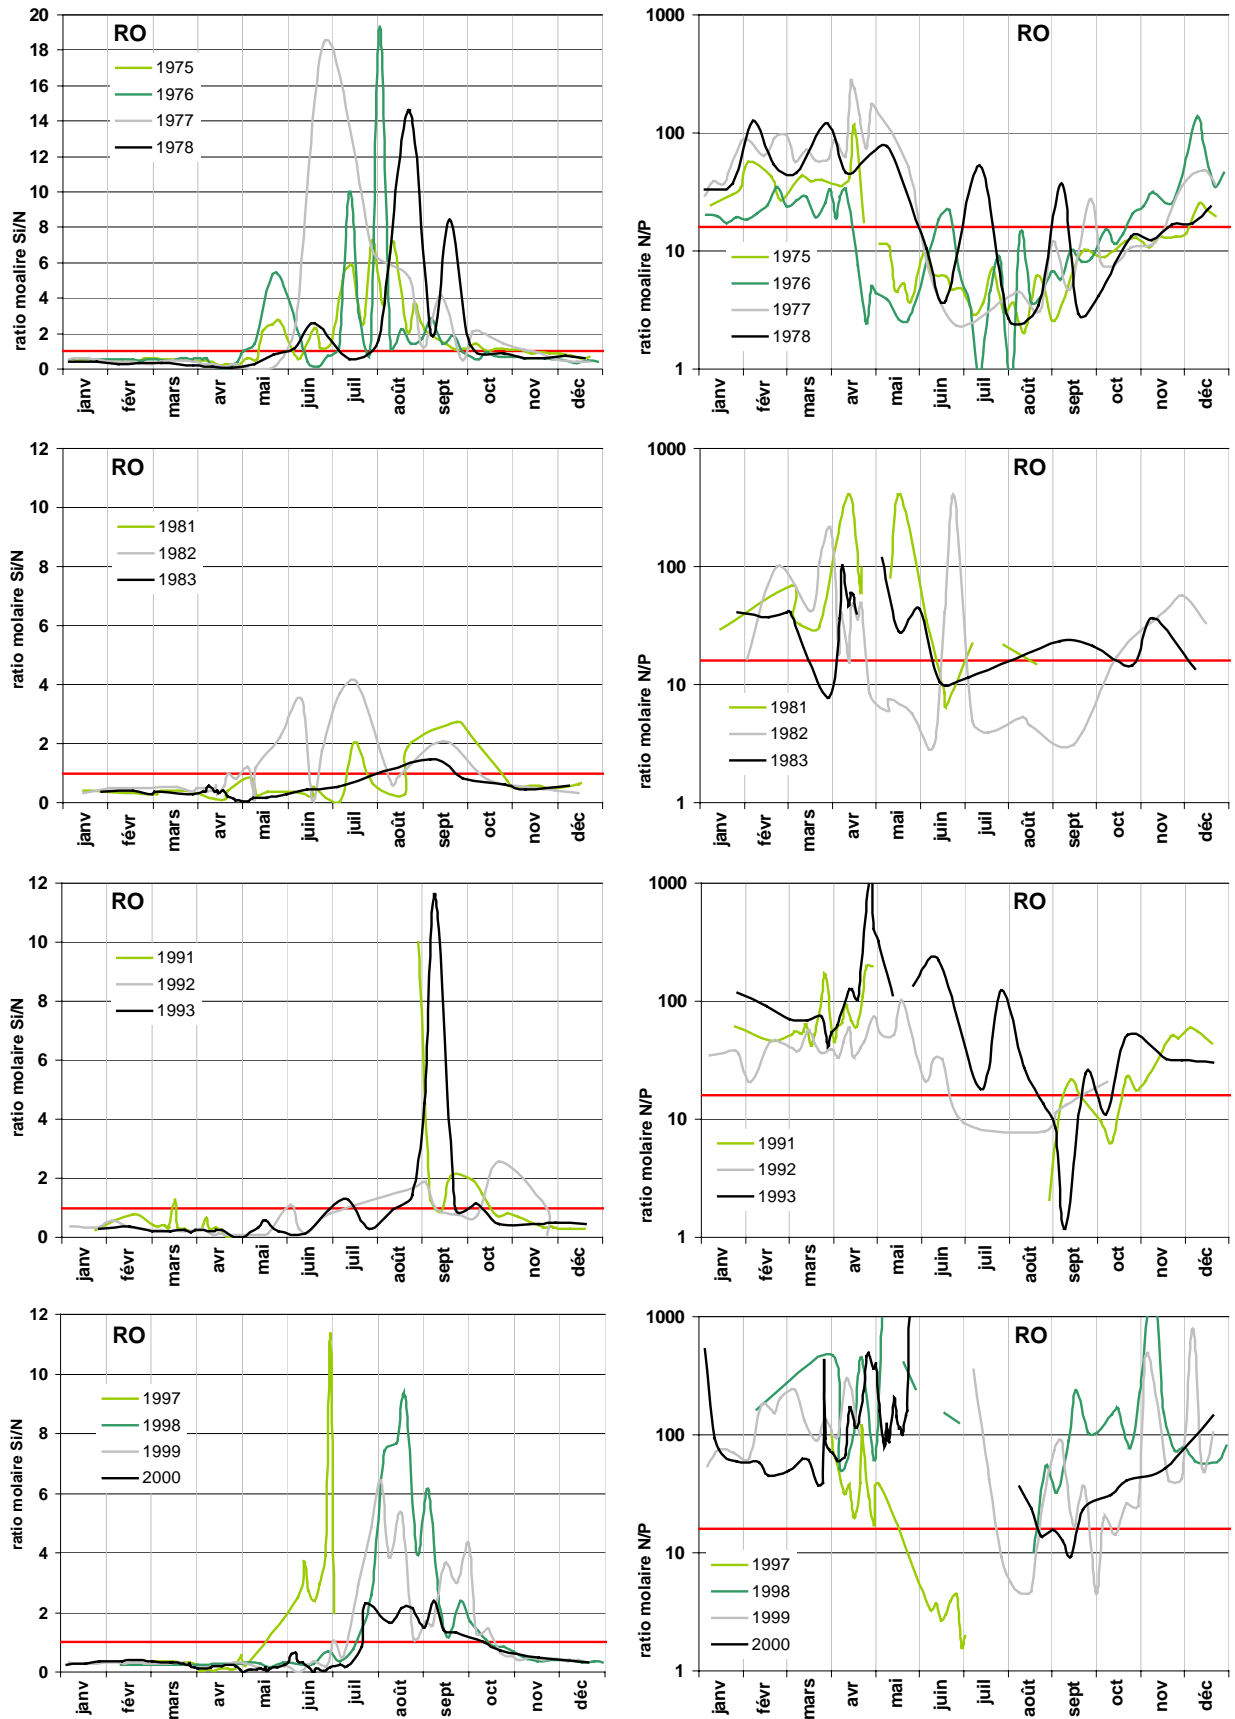 20
18
16
14
12
10
8
6
4
2
0
ratio moalire Si/N
RO
1975
1976
1977
1978
janv
févr
mars
avr
mai
juin
juil
août
sept
oct
nov
déc
1000
100
10
1
ratio moalire N/P
RO
1975
1976
1977
1978
janv
févr
mars
avr
mai
juin
juil
août
sept
oct
nov
déc
12
10
8
6
4
2
0
ratio molaire Si/N
RO
1981
1982
1983
janv
févr
mars
avr
mai
juin
juil
août
sept
oct
nov
déc
1000
100
10
1
ratio molaire N/P
RO
1981
1982
1983
janv
févr
mars
avr
mai
juin
juil
août
sept
oct
nov
déc
12
10
8
6
4
2
0
ratio molaire Si/N
RO
1991
1992
1993
janv
févr
mars
avr
mai
juin
juil
août
sept
oct
nov
déc
1000
100
10
1
ratio molaire N/P
RO
1991
1992
1993
janv
févr
mars
avr
mai
juin
juil
août
sept
oct
nov
déc
12
10
8
6
4
2
0
ratio molaire Si/N
RO
1997
1998
1999
2000
janv
févr
mars
avr
mai
juin
juil
août
sept
oct
nov
déc
1000
100
10
1
ratio molaire N/P
RO
1997
1998
1999
2000
janv
févr
mars
avr
mai
juin
juil
août
sept
oct
nov
déc